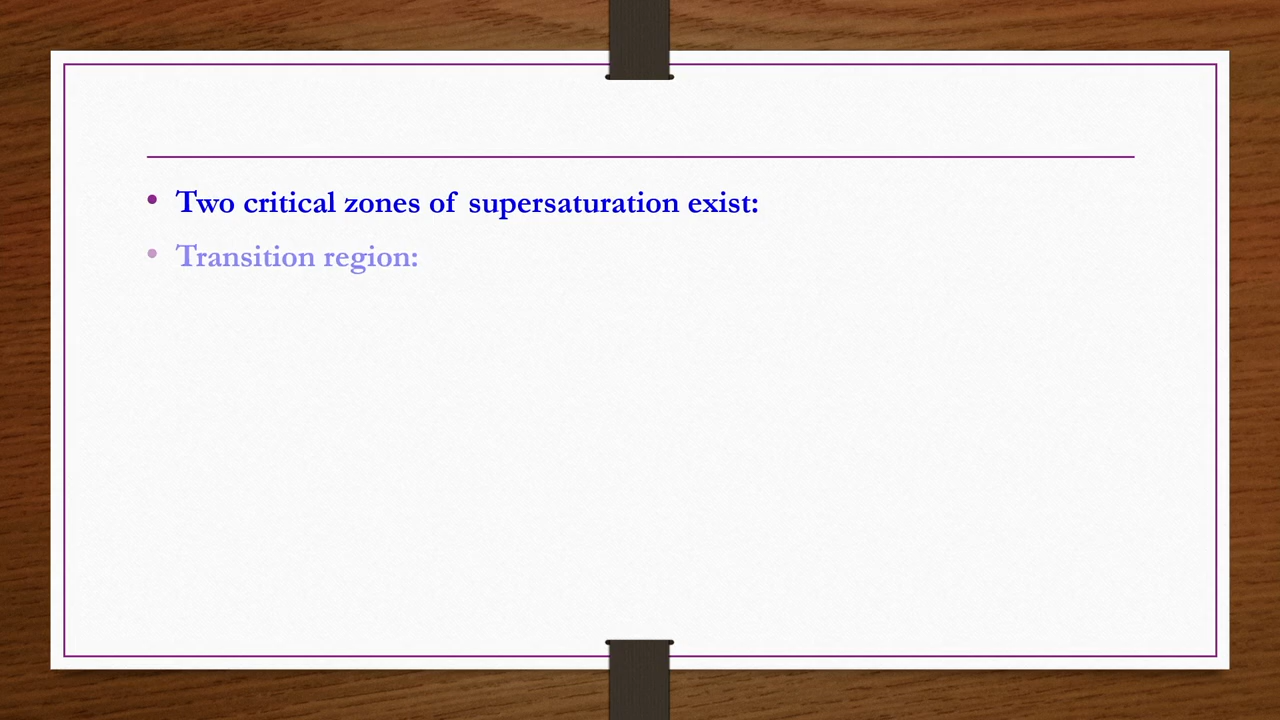 • Two critical zones of supersaturation exist:
• Transition region: